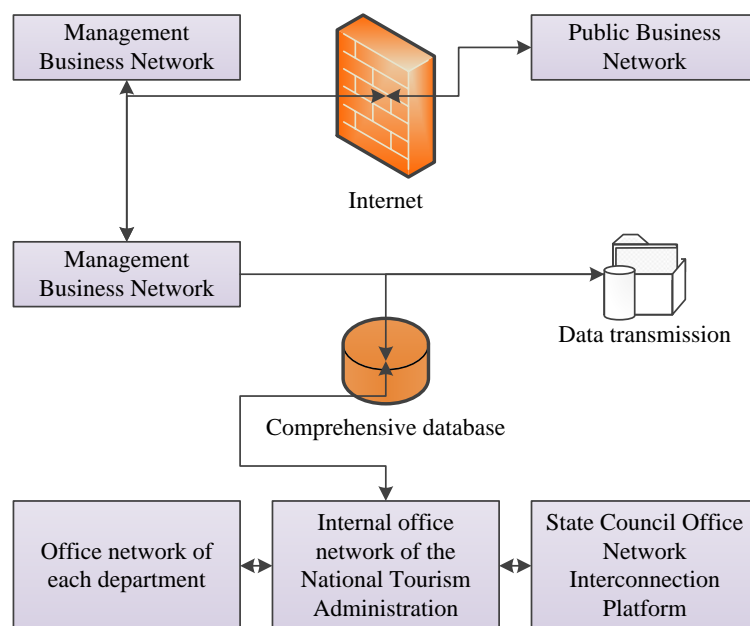 Management
Business Network
Public Business
Network
Internet
Management
Business Network
Data transmission
Comprehensive database
Office network of
each department
Internal office
network of the
National Tourism
Administration
State Council Office
Network
Interconnection
Platform